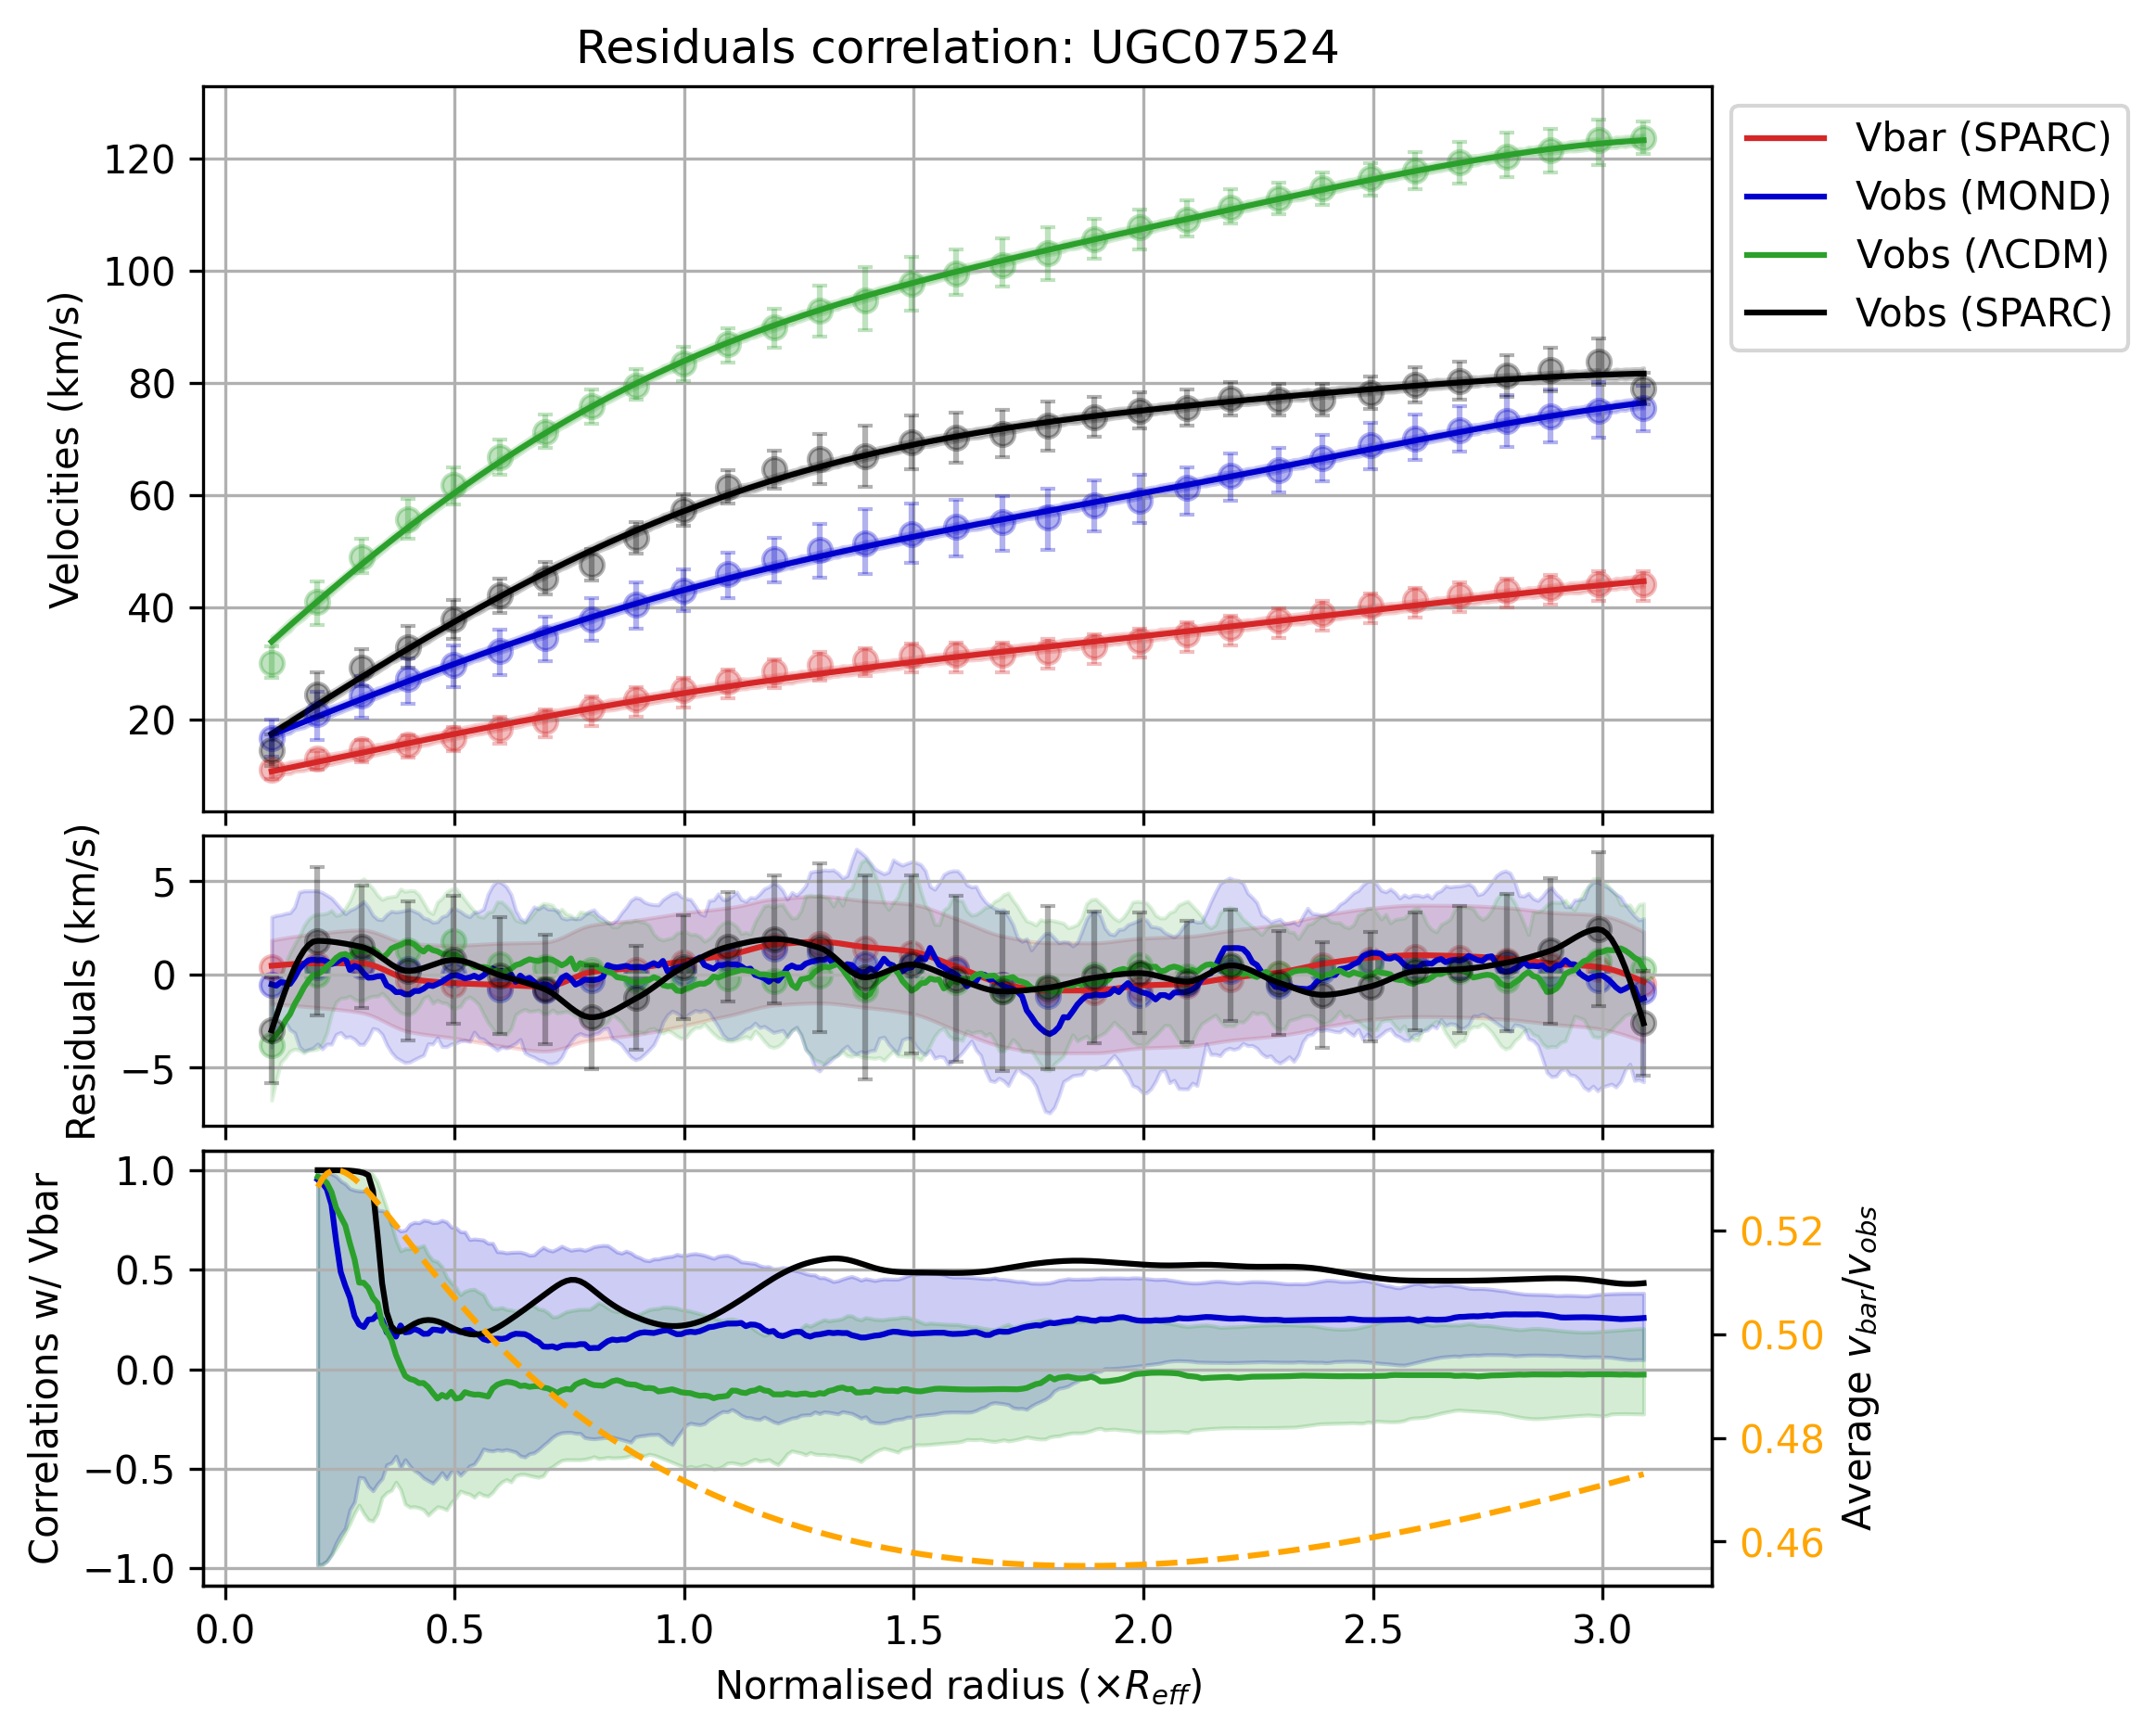 Residuals correlation: UGC07524
Velocities (km/s)
120
100
80
60
40
20
Vbar (SPARC)
Vobs (MOND)
Vobs (ΛCDM)
Vobs (SPARC)
Residuals (km/s)
5
0
−5
Correlations w/ Vbar
1.0
0.5
0.0
−0.5
−1.0
0.52
0.50
0.48
0.46
Average v_bar/v_obs
0.0 0.5 1.0 1.5 2.0 2.5 3.0
Normalised radius (×R_eff)